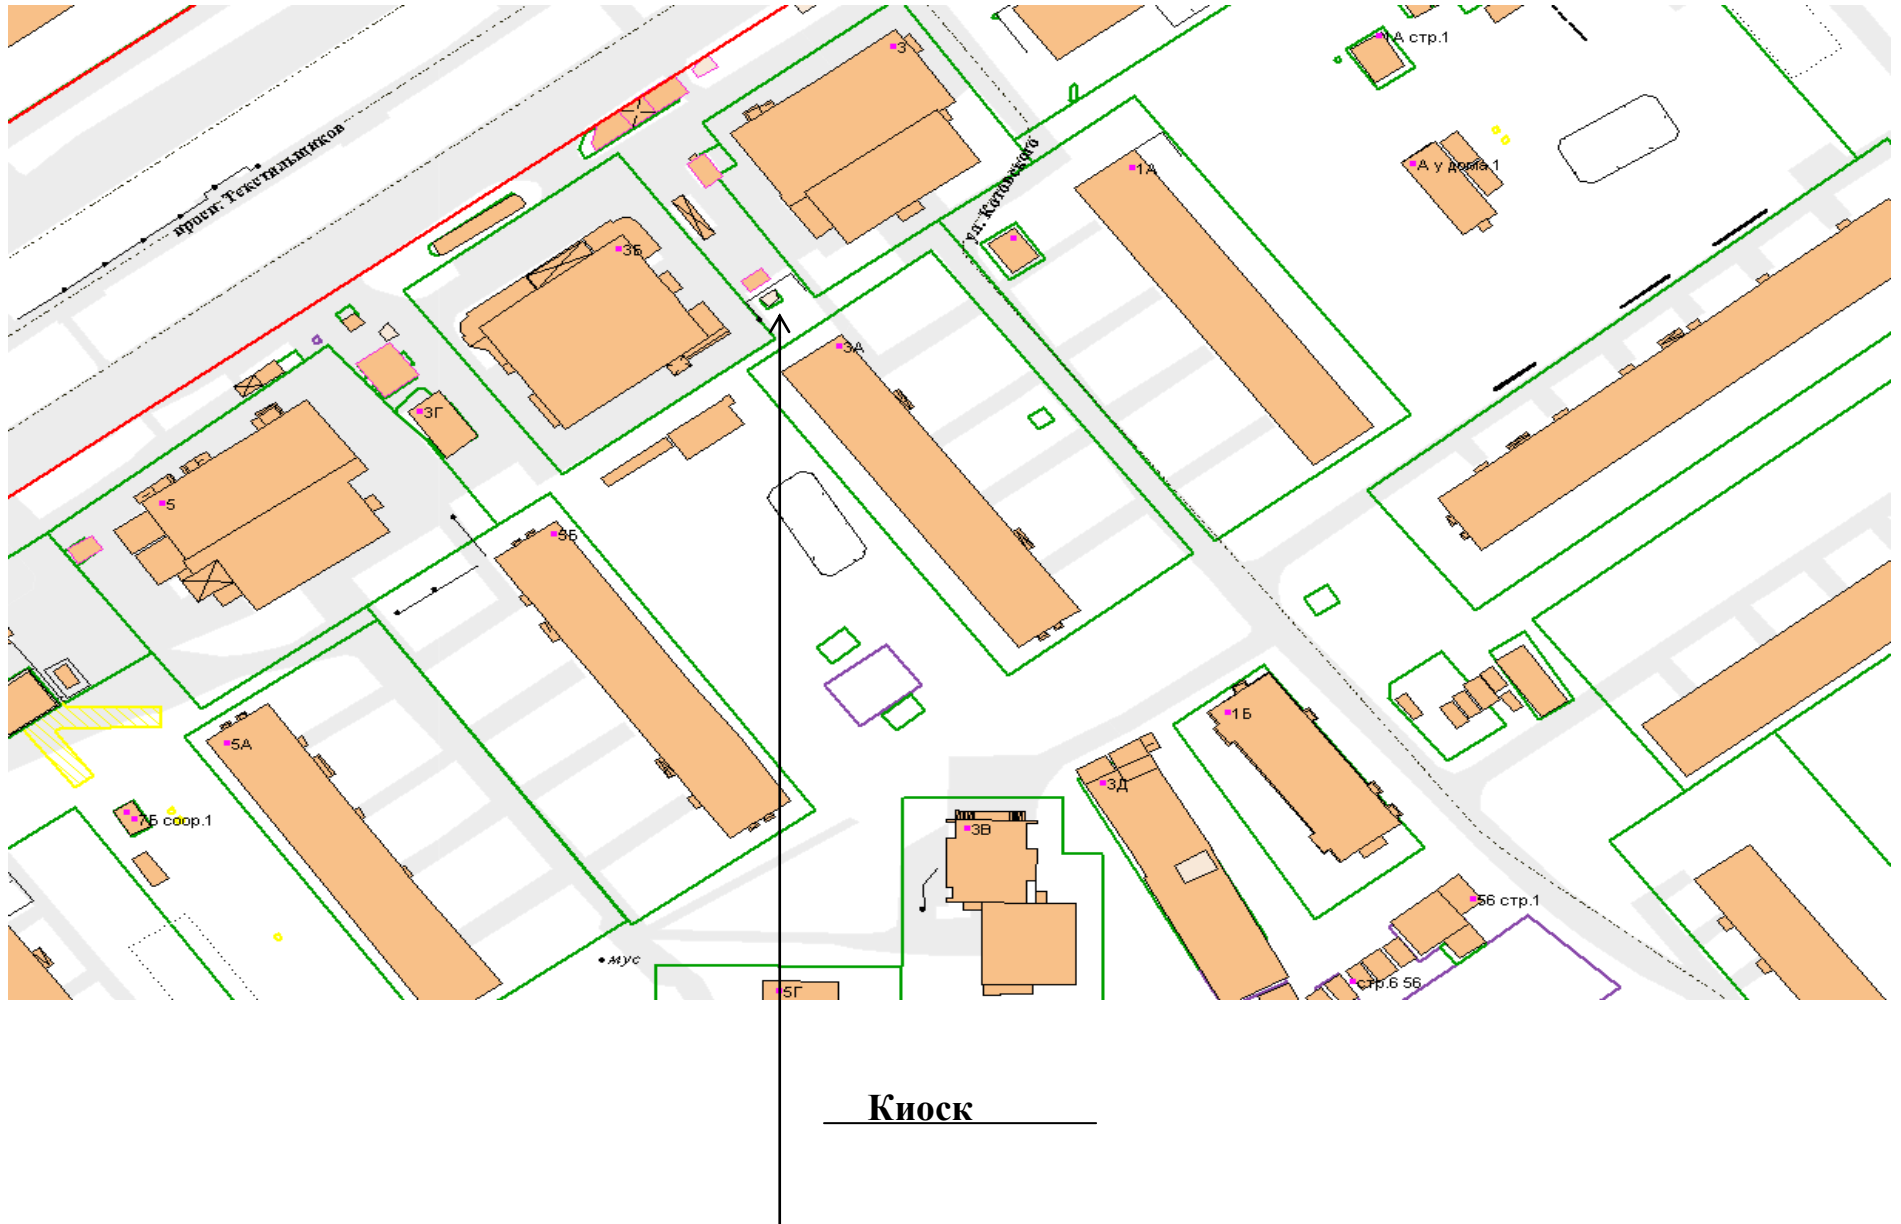 3
1А стр.1
просп. Текстильщиков
ул. Котовского
1А
А у дома 1
3Б
3А
3Г
5
5Б
1Б
5А
3Д
7Б соор.1
3В
56 стр.1
мус
5Г
стр.6 56
Киоск